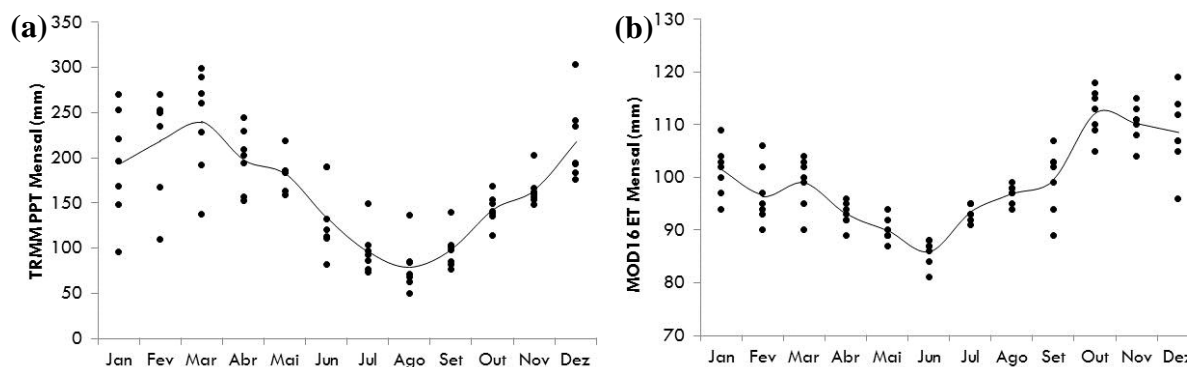 (a)
TRMM PPT Mensal (mm)
350
300
250
200
150
100
50
0
Jan Fev Mar Abr Mai Jun Jul Ago Set Out Nov Dez
(b)
MOD16 ET Mensal (mm)
130
120
110
100
90
80
70
Jan Fev Mar Abr Mai Jun Jul Ago Set Out Nov Dez